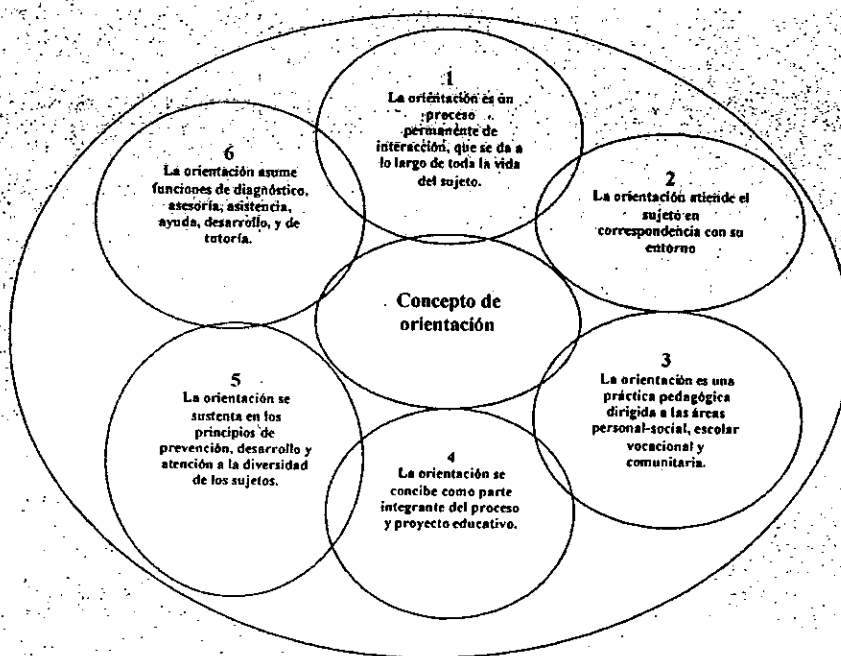 1
La orientación es un
proceso
permanente de
interacción, que se da a
lo largo de toda la vida
del sujeto.
2
La orientación atiende el
sujeto en
correspondencia con su
entorno
3
La orientación es una
práctica pedagógica
dirigida a las áreas
personal-social, escolar
vocacional y
comunitaria.
4
La orientación se
concibe como parte
integrante del proceso
y proyecto educativo.
5
La orientación se
sustenta en los
principios de
prevención, desarrollo y
atención a la diversidad
de los sujetos.
6
La orientación asume
funciones de diagnóstico,
asesoría, asistencia,
ayuda, desarrollo, y de
tutoría.
Concepto de
orientación